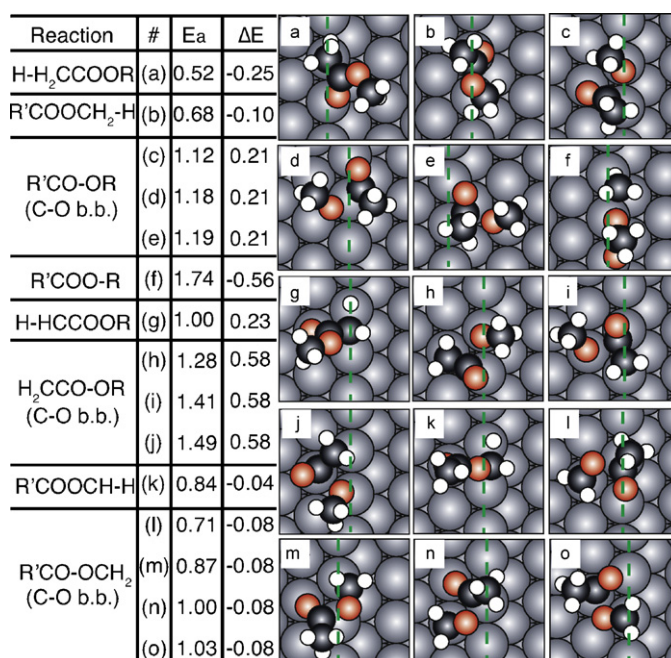 Reaction # Ea ΔE
H-H₂CCOOR (a) 0.52 -0.25
R'COOCH₂-H (b) 0.68 -0.10
R'CO-OR
(C-O b.b.)
(c) 1.12 0.21
(d) 1.18 0.21
(e) 1.19 0.21
R'COO-R (f) 1.74 -0.56
H-HCCOOR (g) 1.00 0.23
H₂CCO-OR
(C-O b.b.)
(h) 1.28 0.58
(i) 1.41 0.58
(j) 1.49 0.58
R'COOCH-H (k) 0.84 -0.04
R'CO-OCH₂
(C-O b.b.)
(l) 0.71 -0.08
(m) 0.87 -0.08
(n) 1.00 -0.08
(o) 1.03 -0.08
a b c
d e f
g h i
j k l
m n o